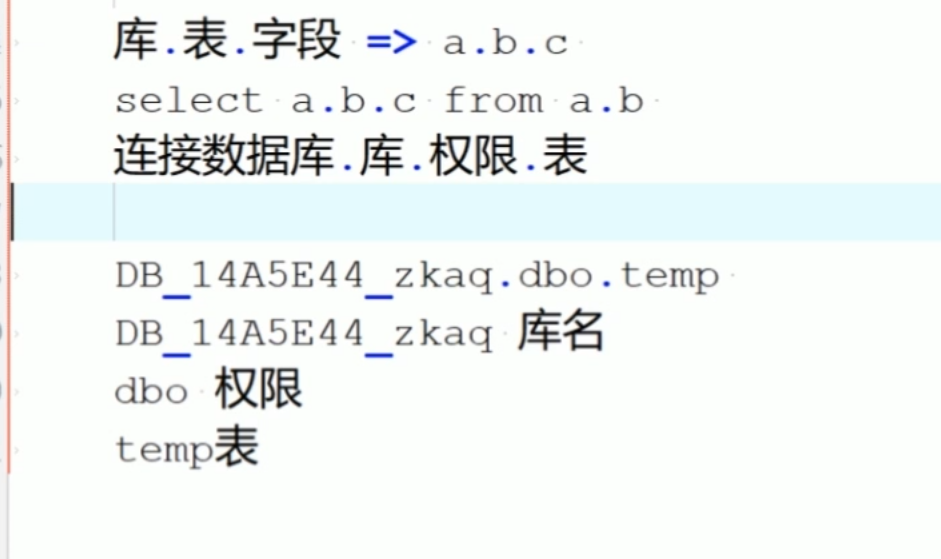 库.表.字段 => a.b.c
select a.b.c from a.b
连接数据库.库.权限.表
DB_14A5E44_zkaq.dbo.temp
DB_14A5E44_zkaq 库名
dbo 权限
temp表